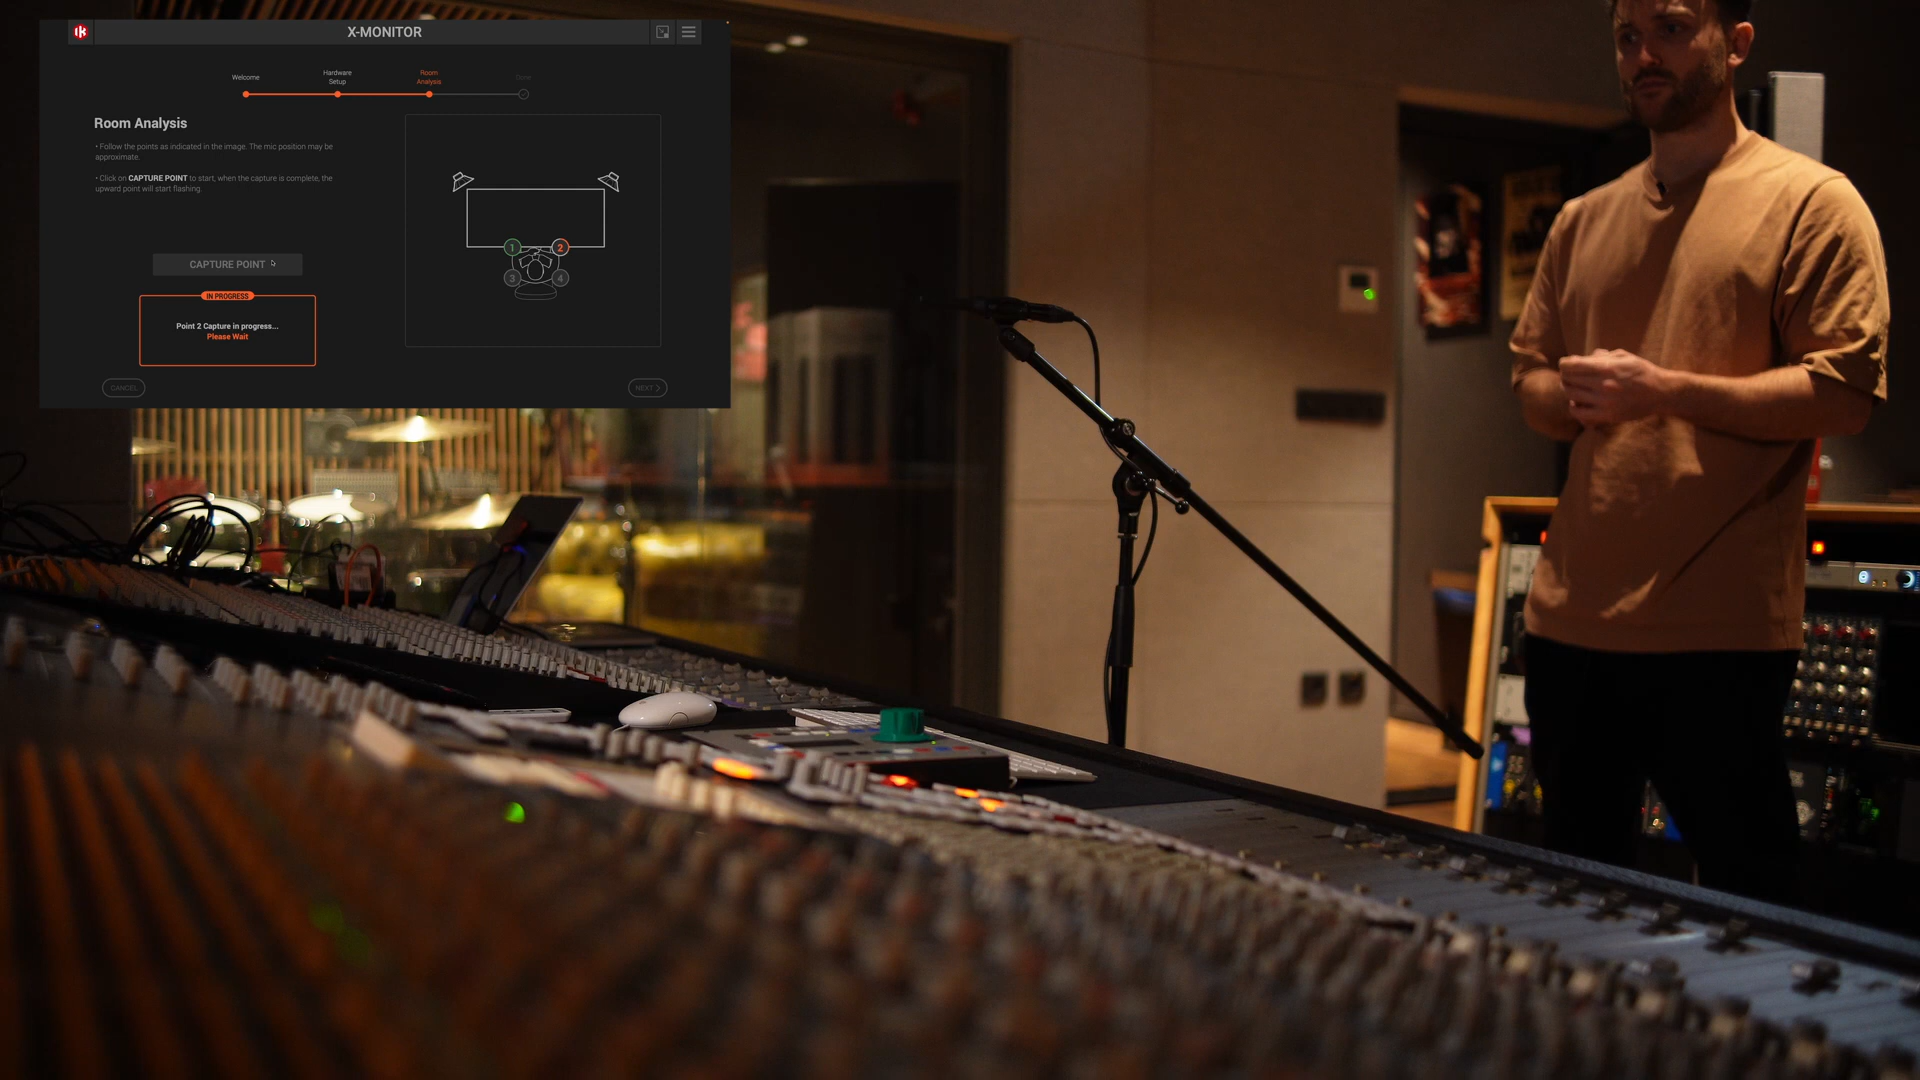 X-MONITOR
Welcome
Hardware
Setup
Room
Analysis
Done
Room Analysis
• Follow the points as indicated in the image. The mic position may be
approximate.
• Click on CAPTURE POINT to start, when the capture is complete, the
upward point will start flashing.
1
2
3
4
CAPTURE POINT
IN PROGRESS
Point 2 Capture in progress...
Please Wait
CANCEL
NEXT >